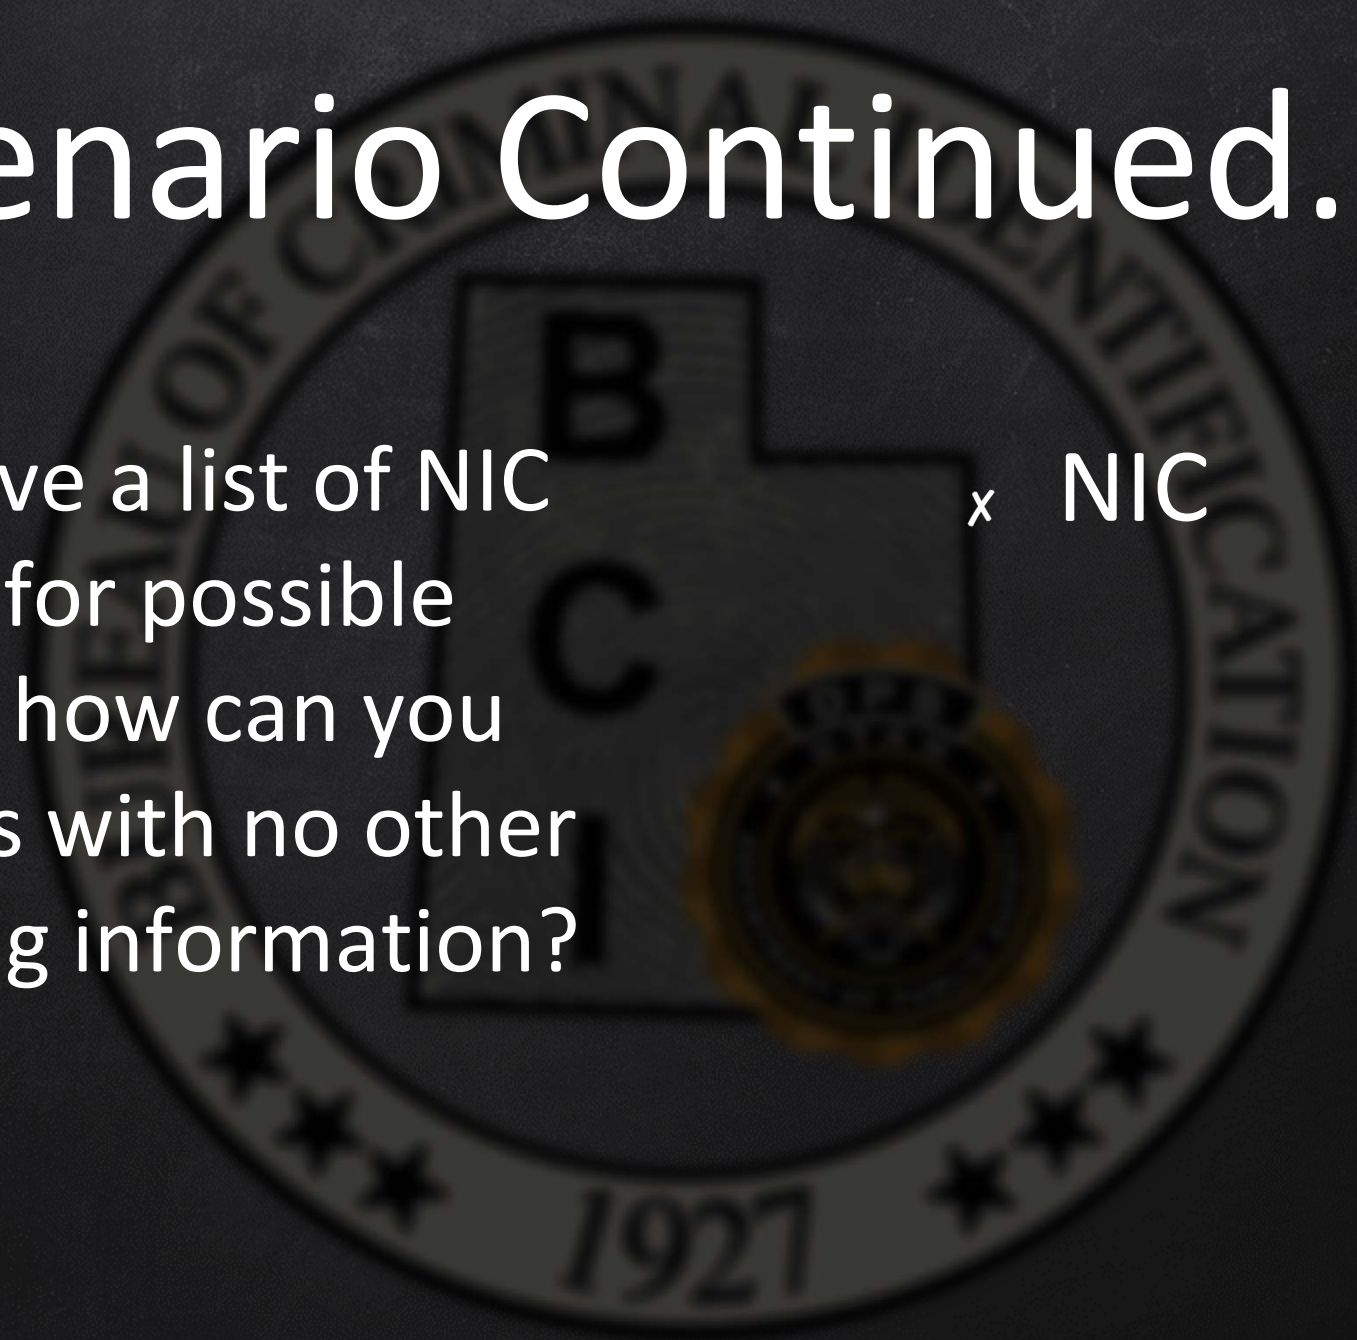 enario Continued.
ve a list of NIC
for possible
how can you
s with no other
g information?
✗ NIC
BUREAU OF CRIMINAL IDENTIFICATION
B
C
I
1927